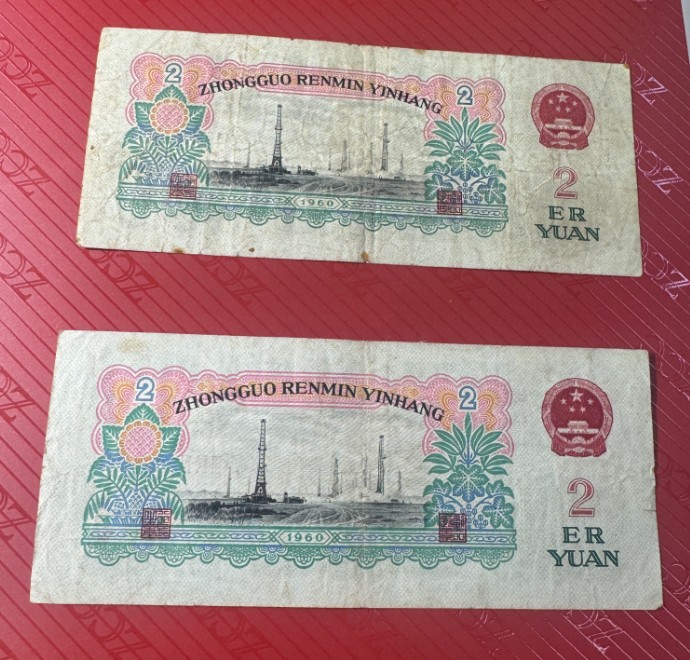 2 ZHONGGUO RENMIN YINHANG 2
2
ER
YUAN
1960
2 ZHONGGUO RENMIN YINHANG 2
2
ER
YUAN
1960